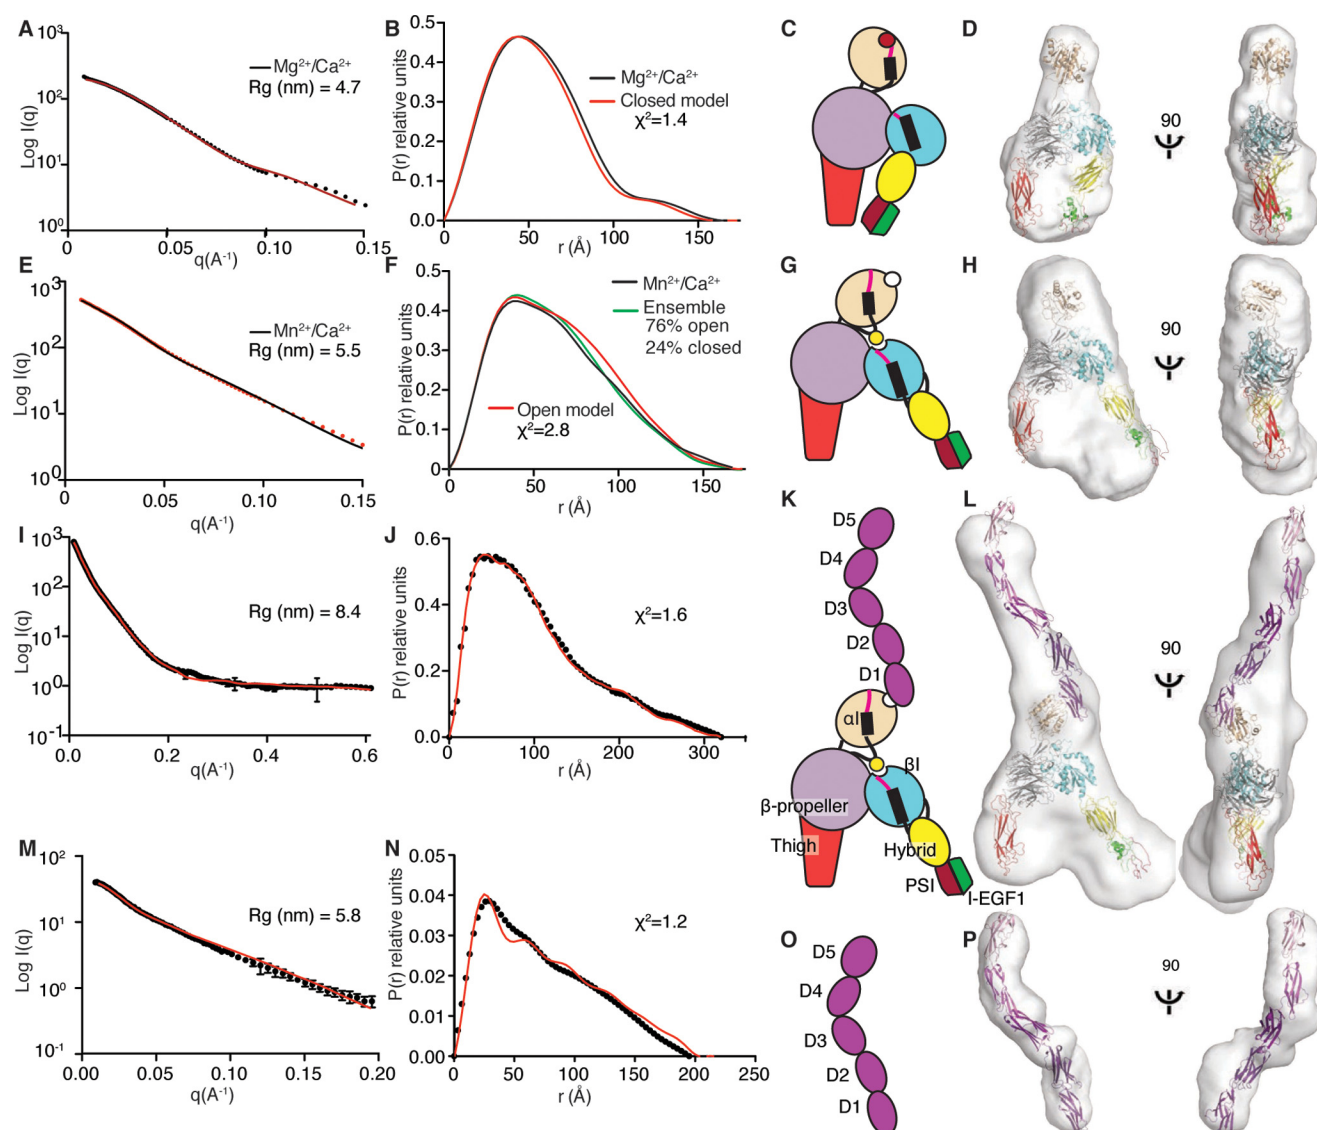 A
10³
10²
10¹
10⁰
Log I(q)
Mg²⁺/Ca²⁺
Rg (nm) = 4.7
0
0.05
0.10
0.15
q(A⁻¹)
B
0.5
0.4
0.3
0.2
0.1
0.0
P(r) relative units
Mg²⁺/Ca²⁺
Closed model
χ²=1.4
0
50
100
150
r (Å)
C
D
90
E
10³
10²
10¹
10⁰
Log I(q)
Mn²⁺/Ca²⁺
Rg (nm) = 5.5
0
0.05
0.10
0.15
q(A⁻¹)
F
0.5
0.4
0.3
0.2
0.1
0
P(r) relative units
Mn²⁺/Ca²⁺
Ensemble
76% open
24% closed
Open model
χ²=2.8
0
50
100
150
r (Å)
G
H
90
I
10³
10²
10¹
10⁰
10⁻¹
Log I(q)
Rg (nm) = 8.4
0.0
0.2
0.4
0.6
q(A⁻¹)
J
0.6
0.4
0.2
0.0
P(r) relative units
χ²=1.6
0
100
200
300
r (Å)
K
D5
D4
D3
D2
D1
αI
βI
β-propeller
Thigh
Hybrid
PSI
I-EGF1
L
90
M
10²
10¹
10⁰
10⁻¹
Log I(q)
Rg (nm) = 5.8
0.00
0.05
0.10
0.15
0.20
q(A⁻¹)
N
0.05
0.04
0.03
0.02
0.01
0.00
P(r) relative units
χ²=1.2
0
50
100
150
200
250
r (Å)
O
D5
D4
D3
D2
D1
P
90